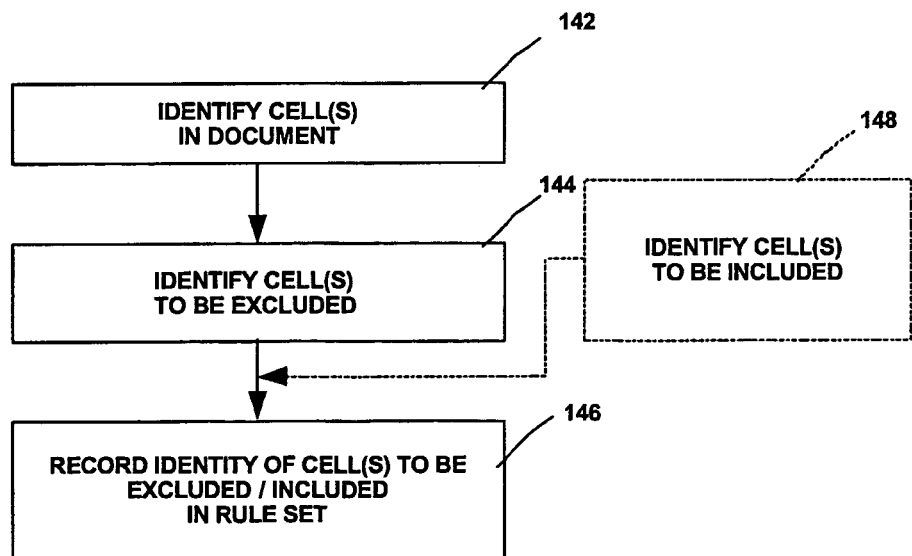 142
IDENTIFY CELL(S)
IN DOCUMENT
148
144
IDENTIFY CELL(S)
TO BE INCLUDED
IDENTIFY CELL(S)
TO BE EXCLUDED
146
RECORD IDENTITY OF CELL(S) TO BE
EXCLUDED / INCLUDED
IN RULE SET